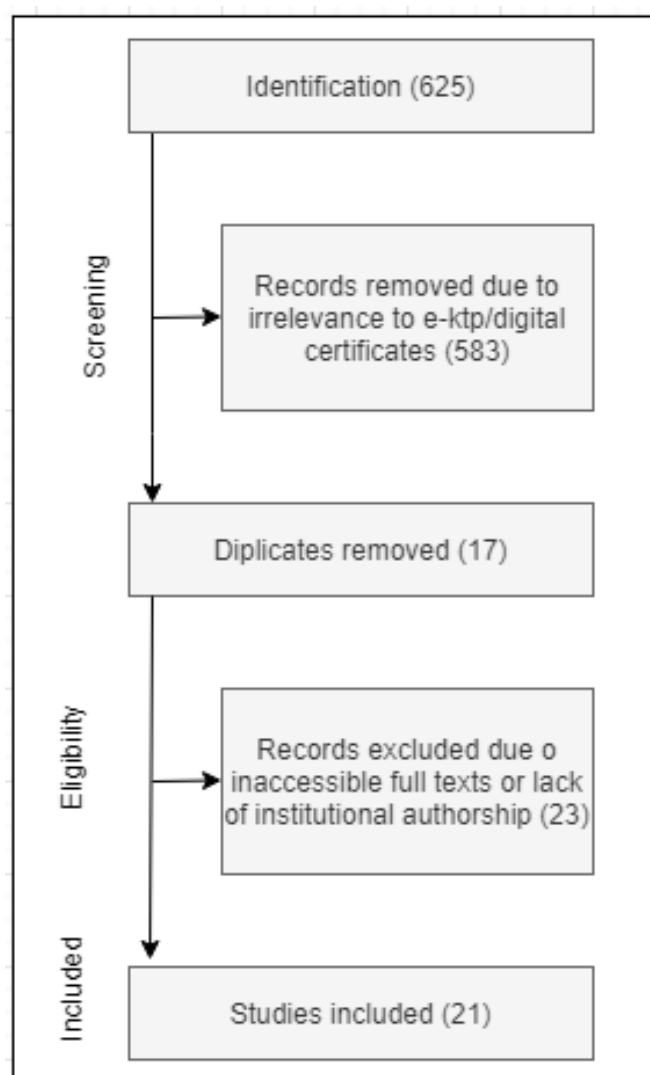 Identification (625)
Screening
Records removed due to
irrelevance to e-ktp/digital
certificates (583)
Diplicates removed (17)
Eligibility
Records excluded due o
inaccessible full texts or lack
of institutional authorship (23)
Included
Studies included (21)